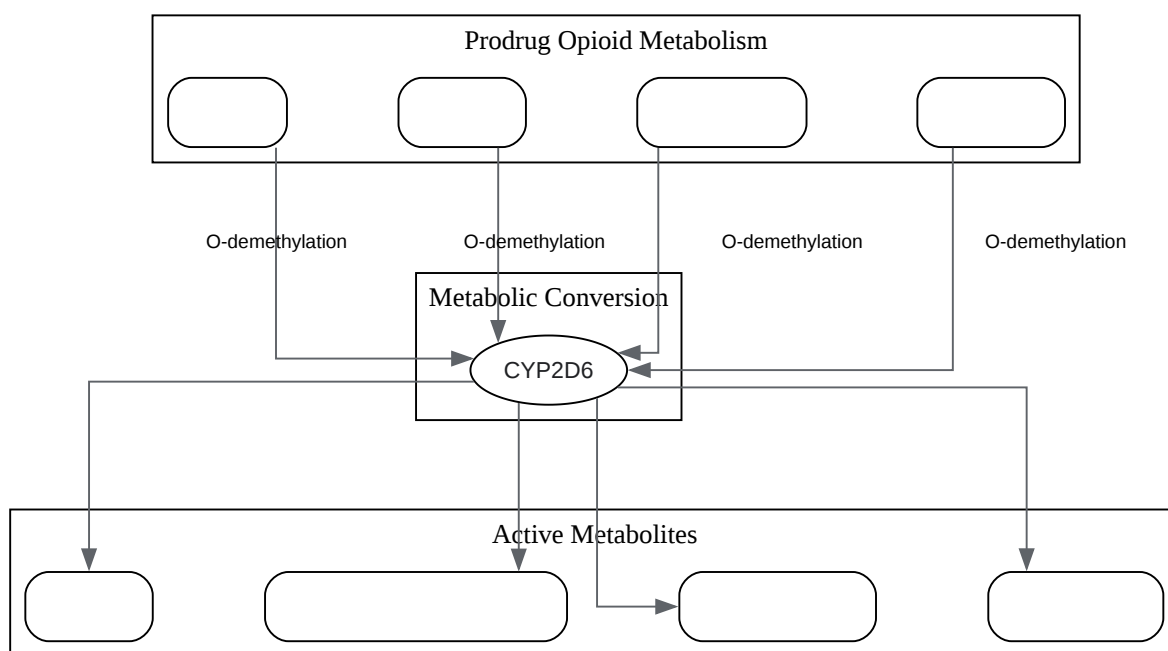 Prodrug Opioid Metabolism
O-demethylation
O-demethylation
O-demethylation
O-demethylation
Metabolic Conversion
CYP2D6
Active Metabolites